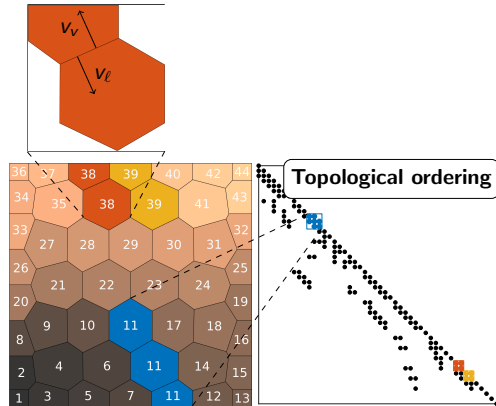 Vv
Vℓ
36 37 38 39 40 42 44
Topological ordering
34 35 38 39 41 43
33 27 28 29 30 31 32
26 21 22 23 24 25
20 9 10 11 17 18 19
8 4 6 11 14 16
2 15
1 3 5 7 11 12 13